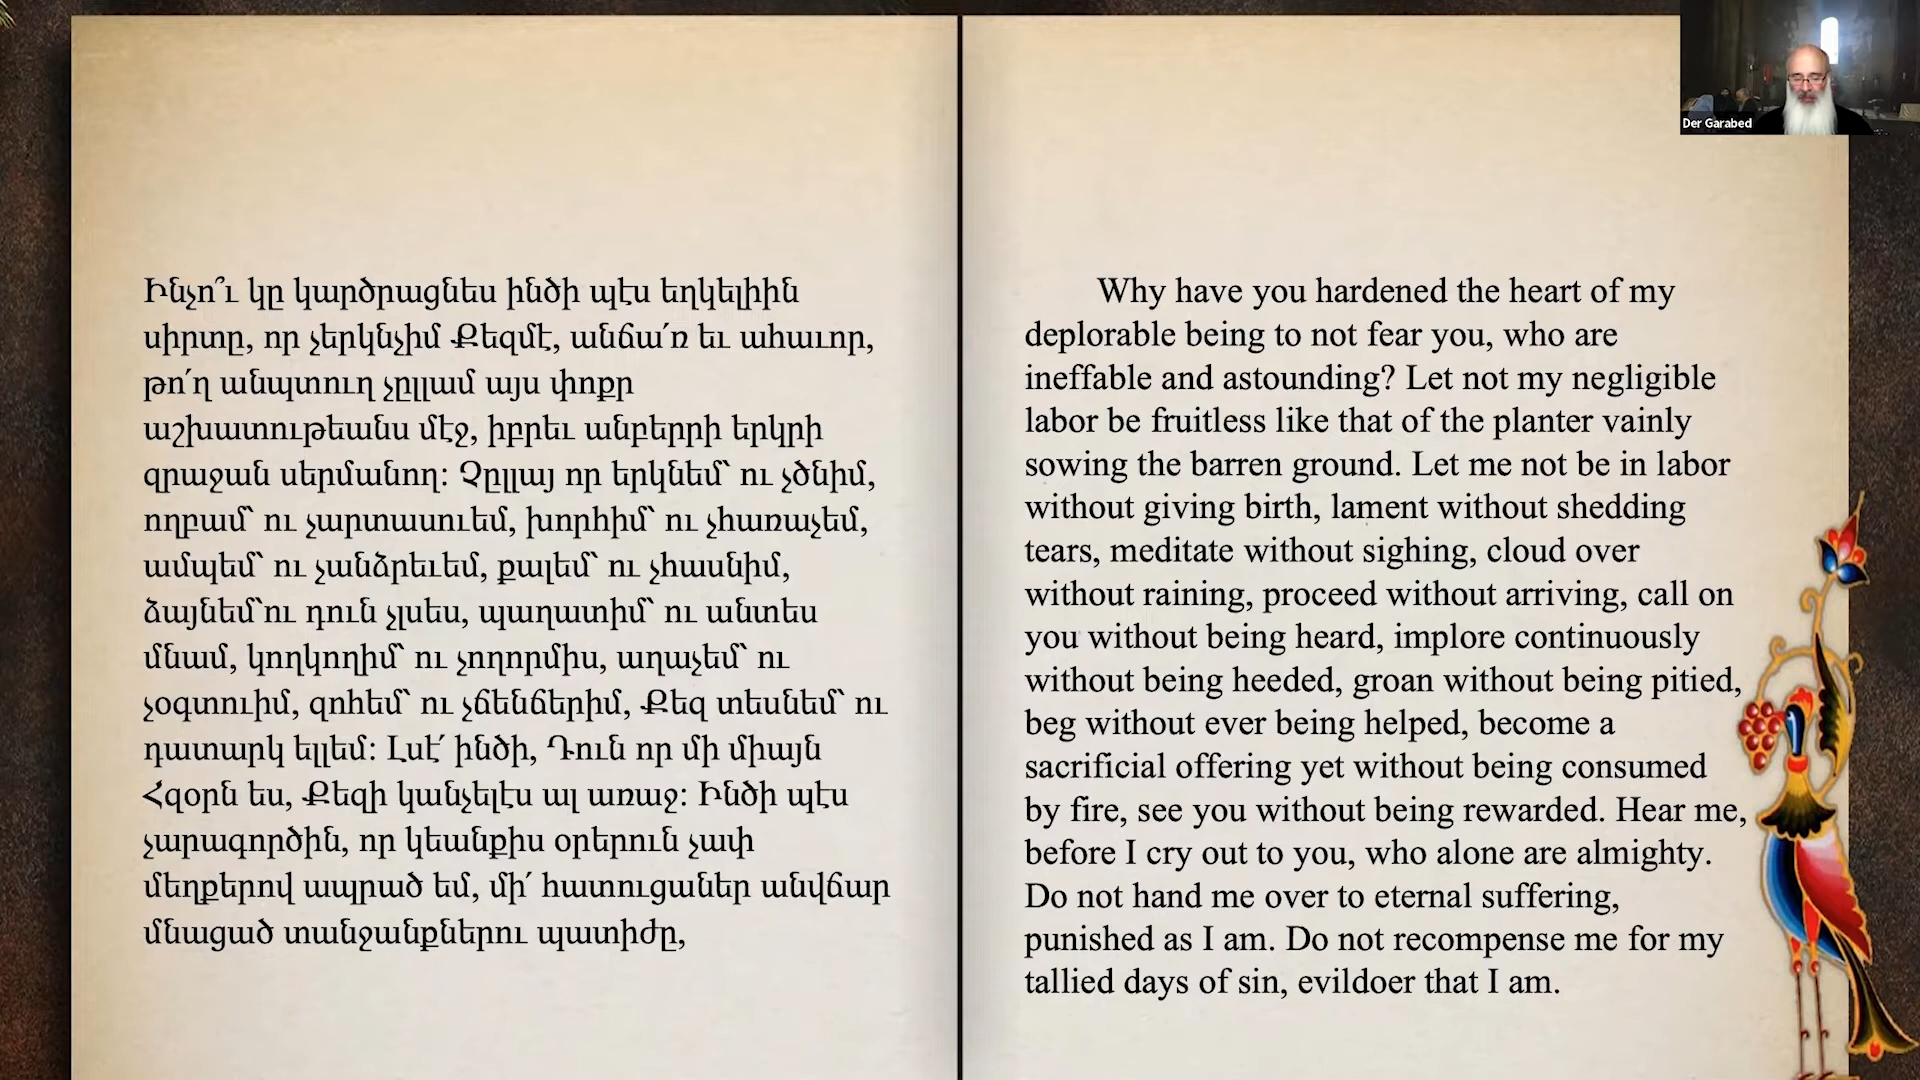 Ինչո՞ւ կը կարծրացնես ինծի պէս եղկելիին
սիրտը, որ չերկնչիմ Քեզմէ, անճա՛ռ եւ ահաւոր,
թո՛ղ անպտուղ չըլլամ այս փոքր
աշխատութեանս մէջ, իբրեւ անբերրի երկրի
զրաջան սերմանող։ Չըլլայ որ երկնեմ՝ ու չծնիմ,
ողբամ՝ ու չարտասուեմ, խորհիմ՝ ու չհառաչեմ,
ամպեմ՝ ու չանձրեւեմ, քալեմ՝ ու չհասնիմ,
ձայնեմ՝ու դուն չլսես, պաղատիմ՝ ու անտես
մնամ, կողկողիմ՝ ու չողորմիս, աղաչեմ՝ ու
չօգտուիմ, զոհեմ՝ ու չճենճերիմ, Քեզ տեսնեմ՝ ու
դատարկ ելլեմ։ Լսէ՛ ինծի, Դուն որ մի միայն
Հզօրն ես, Քեզի կանչելէս ալ առաջ։ Ինծի պէս
չարագործին, որ կեանքիս օրերուն չափ
մեղքերով ապրած եմ, մի՛ հատուցաներ անվճար
մնացած տանջանքներու պատիժը,
Why have you hardened the heart of my
deplorable being to not fear you, who are
ineffable and astounding? Let not my negligible
labor be fruitless like that of the planter vainly
sowing the barren ground. Let me not be in labor
without giving birth, lament without shedding
tears, meditate without sighing, cloud over
without raining, proceed without arriving, call on
you without being heard, implore continuously
without being heeded, groan without being pitied,
beg without ever being helped, become a
sacrificial offering yet without being consumed
by fire, see you without being rewarded. Hear me,
before I cry out to you, who alone are almighty.
Do not hand me over to eternal suffering,
punished as I am. Do not recompense me for my
tallied days of sin, evildoer that I am.
Der Garabed